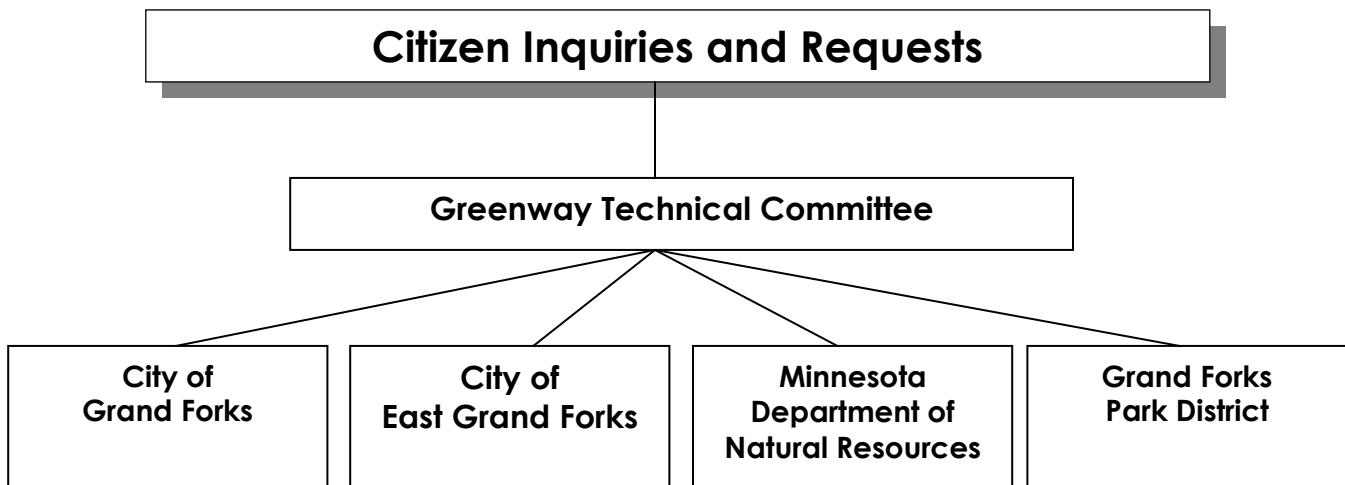 Citizen Inquiries and Requests
Greenway Technical Committee
City of
Grand Forks
City of
East Grand Forks
Minnesota
Department of
Natural Resources
Grand Forks
Park District